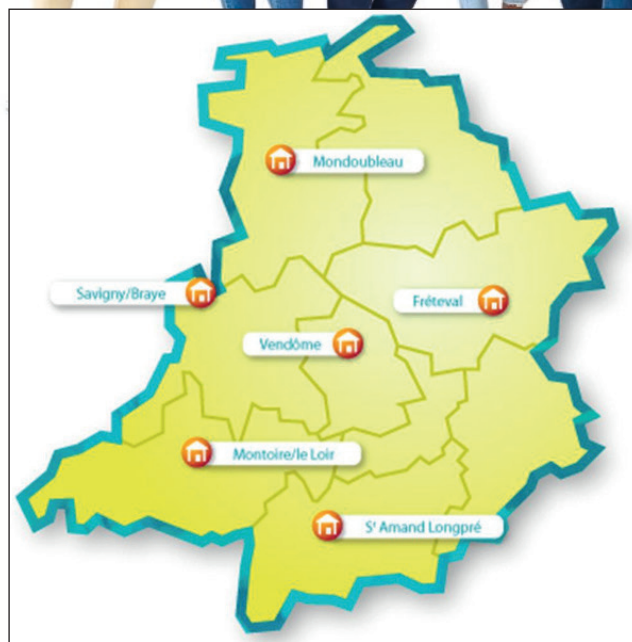 Mondoubleau
Savigny/Braye
Fréteval
Vendôme
Montoire/le Loir
Sᵗ Amand Longpré